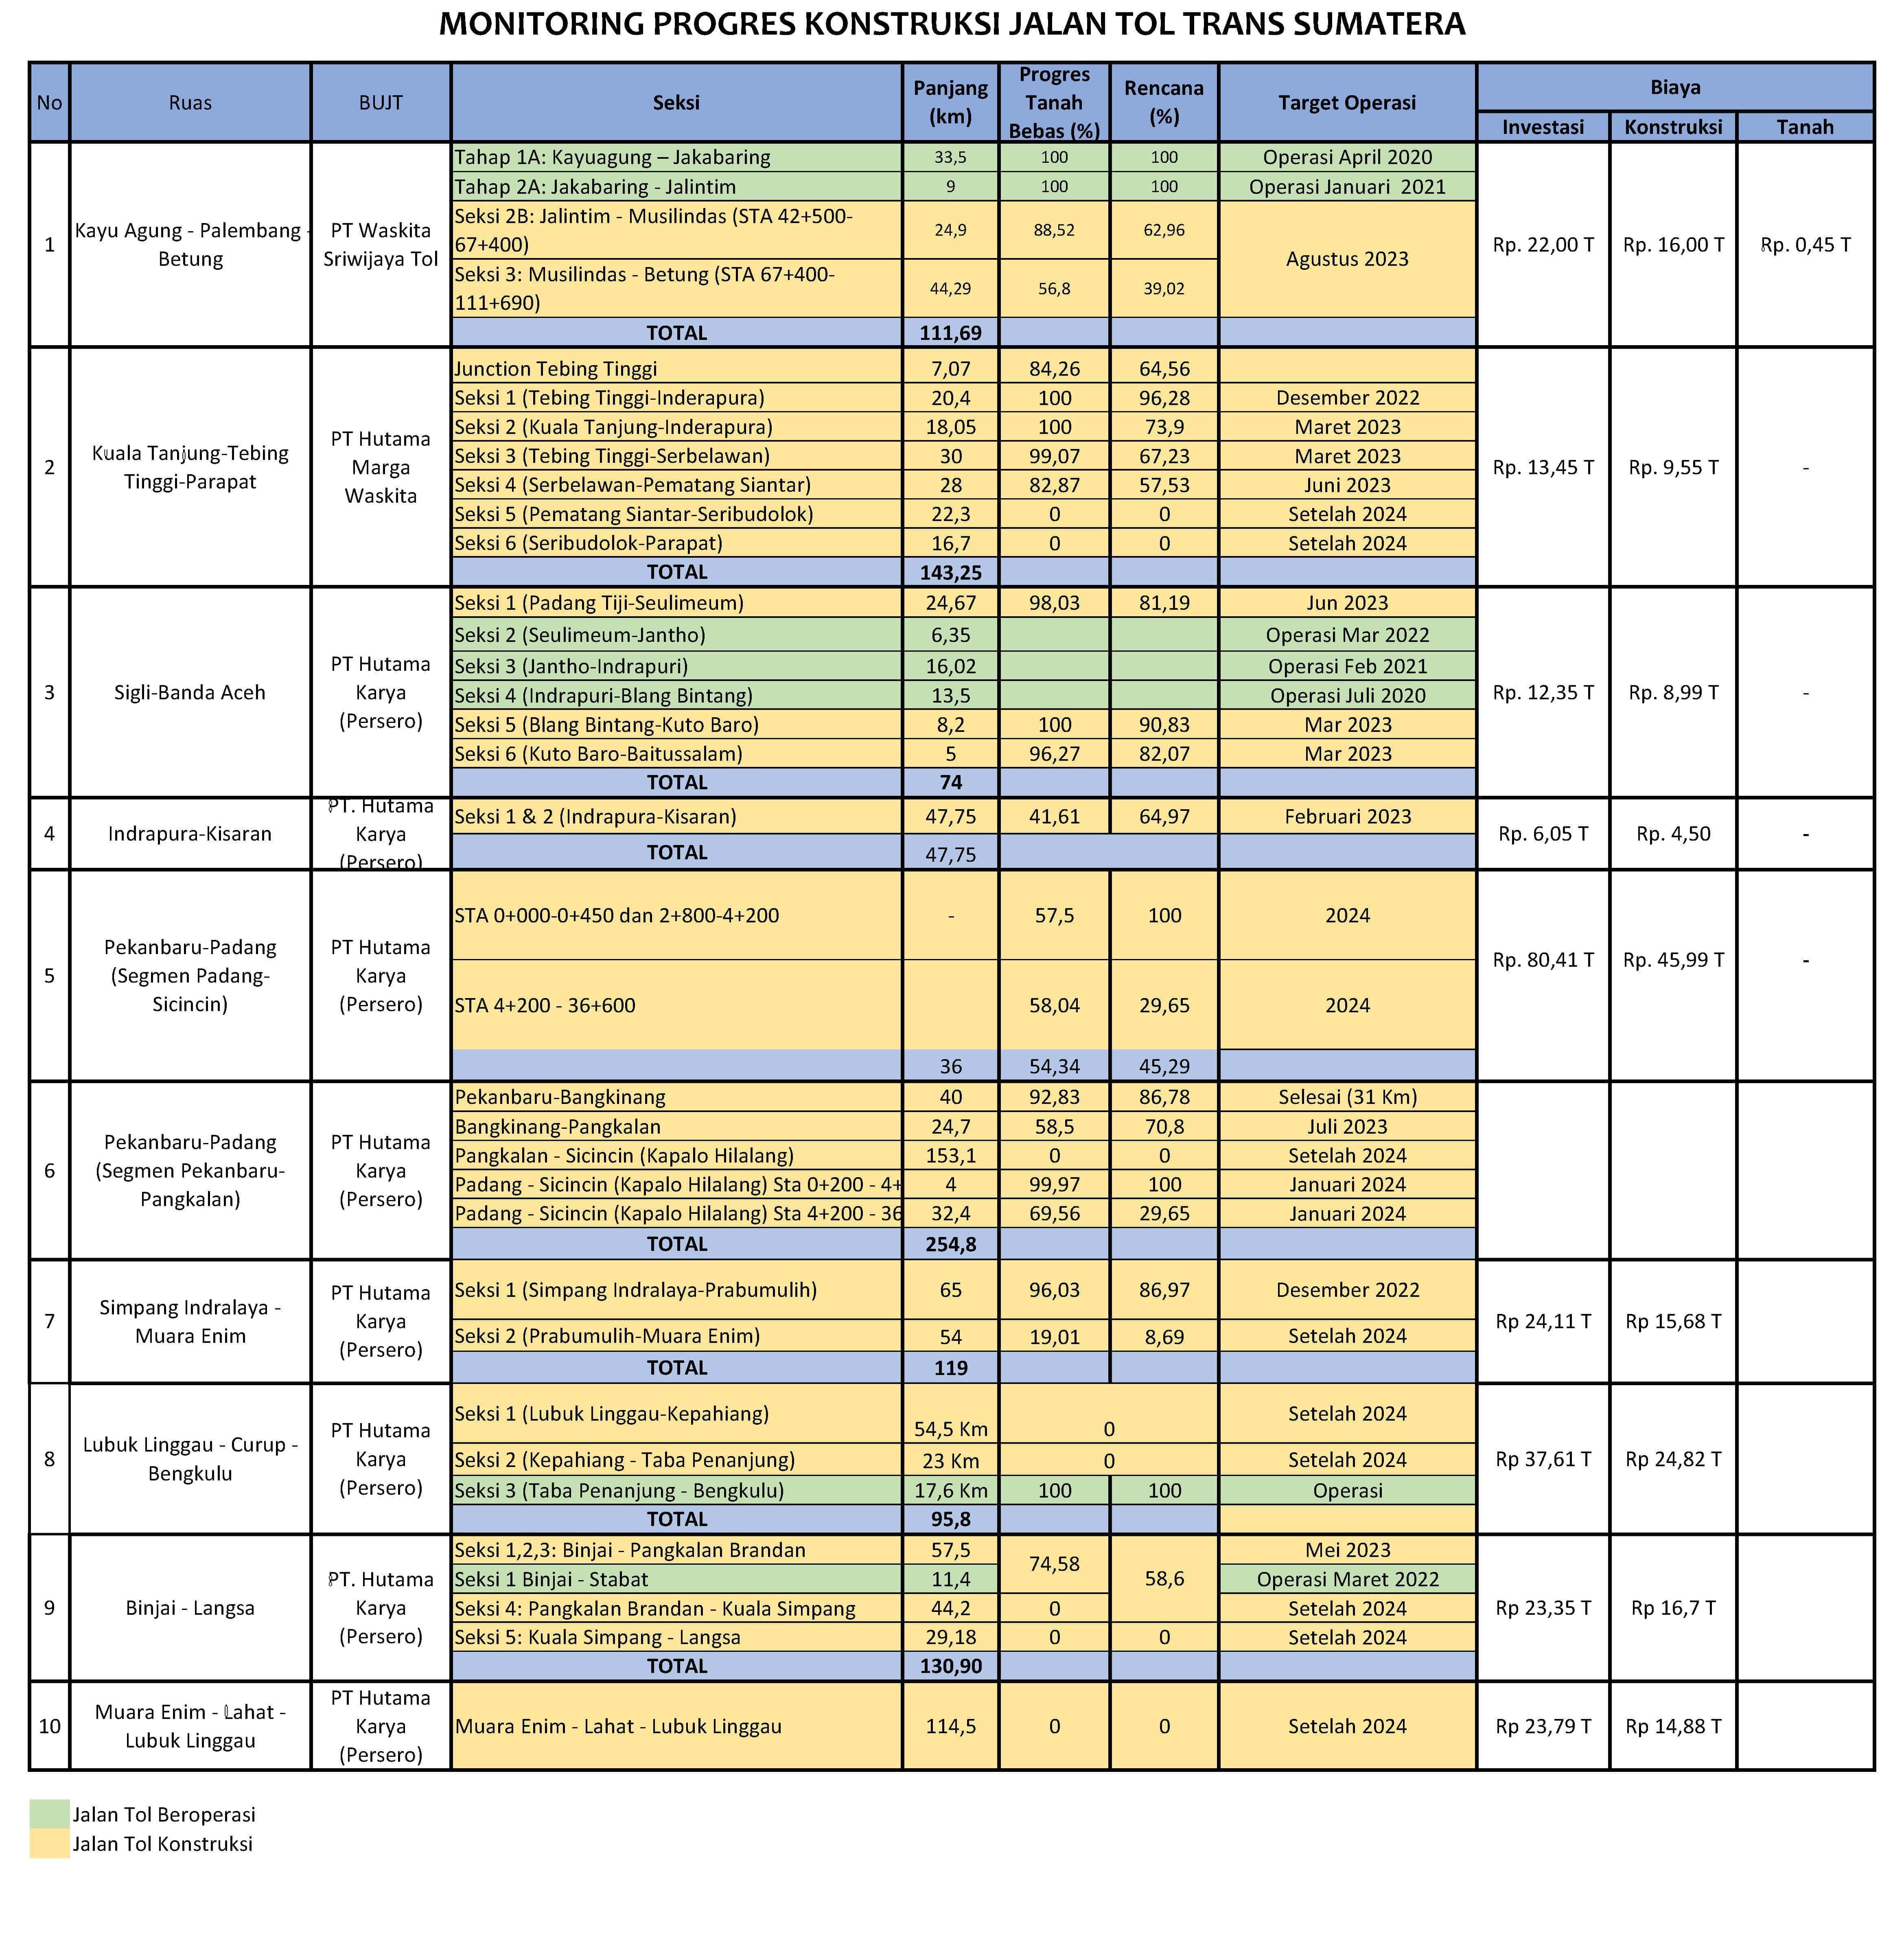 MONITORING PROGRES KONSTRUKSI JALAN TOL TRANS SUMATERA
No Ruas BUJT Seksi Panjang (km) Progres Tanah Bebas (%) Rencana (%) Target Operasi Biaya
Investasi Konstruksi Tanah
1 Kayu Agung - Palembang - Betung PT Waskita Sriwijaya Tol Rp. 22,00 T Rp. 16,00 T Rp. 0,45 T
Tahap 1A: Kayuagung – Jakabaring 33,5 100 100 Operasi April 2020
Tahap 2A: Jakabaring - Jalintim 9 100 100 Operasi Januari 2021
Seksi 2B: Jalintim - Musilindas (STA 42+500-
67+400) 24,9 88,52 62,96 Agustus 2023
Seksi 3: Musilindas - Betung (STA 67+400-
111+690) 44,29 56,8 39,02
TOTAL 111,69
2 Kuala Tanjung-Tebing Tinggi-Parapat PT Hutama Marga Waskita Rp. 13,45 T Rp. 9,55 T -
Junction Tebing Tinggi 7,07 84,26 64,56
Seksi 1 (Tebing Tinggi-Inderapura) 20,4 100 96,28 Desember 2022
Seksi 2 (Kuala Tanjung-Inderapura) 18,05 100 73,9 Maret 2023
Seksi 3 (Tebing Tinggi-Serbelawan) 30 99,07 67,23 Maret 2023
Seksi 4 (Serbelawan-Pematang Siantar) 28 82,87 57,53 Juni 2023
Seksi 5 (Pematang Siantar-Seribudolok) 22,3 0 0 Setelah 2024
Seksi 6 (Seribudolok-Parapat) 16,7 0 0 Setelah 2024
TOTAL 143,25
3 Sigli-Banda Aceh PT Hutama Karya (Persero) Rp. 12,35 T Rp. 8,99 T -
Seksi 1 (Padang Tiji-Seulimeum) 24,67 98,03 81,19 Jun 2023
Seksi 2 (Seulimeum-Jantho) 6,35 Operasi Mar 2022
Seksi 3 (Jantho-Indrapuri) 16,02 Operasi Feb 2021
Seksi 4 (Indrapuri-Blang Bintang) 13,5 Operasi Juli 2020
Seksi 5 (Blang Bintang-Kuto Baro) 8,2 100 90,83 Mar 2023
Seksi 6 (Kuto Baro-Baitussalam) 5 96,27 82,07 Mar 2023
TOTAL 74
4 Indrapura-Kisaran PT. Hutama Karya (Persero) Rp. 6,05 T Rp. 4,50 -
Seksi 1 & 2 (Indrapura-Kisaran) 47,75 41,61 64,97 Februari 2023
TOTAL 47,75
5 Pekanbaru-Padang (Segmen Padang-Sicincin) PT Hutama Karya (Persero) Rp. 80,41 T Rp. 45,99 T -
STA 0+000-0+450 dan 2+800-4+200 - 57,5 100 2024
STA 4+200 - 36+600 58,04 29,65 2024
36 54,34 45,29
6 Pekanbaru-Padang (Segmen Pekanbaru-Pangkalan) PT Hutama Karya (Persero)
Pekanbaru-Bangkinang 40 92,83 86,78 Selesai (31 Km)
Bangkinang-Pangkalan 24,7 58,5 70,8 Juli 2023
Pangkalan - Sicincin (Kapalo Hilalang) 153,1 0 0 Setelah 2024
Padang - Sicincin (Kapalo Hilalang) Sta 0+200 - 4+ 4 99,97 100 Januari 2024
Padang - Sicincin (Kapalo Hilalang) Sta 4+200 - 36 32,4 69,56 29,65 Januari 2024
TOTAL 254,8
7 Simpang Indralaya - Muara Enim PT Hutama Karya (Persero) Rp 24,11 T Rp 15,68 T
Seksi 1 (Simpang Indralaya-Prabumulih) 65 96,03 86,97 Desember 2022
Seksi 2 (Prabumulih-Muara Enim) 54 19,01 8,69 Setelah 2024
TOTAL 119
8 Lubuk Linggau - Curup - Bengkulu PT Hutama Karya (Persero) Rp 37,61 T Rp 24,82 T
Seksi 1 (Lubuk Linggau-Kepahiang) 54,5 Km 0 Setelah 2024
Seksi 2 (Kepahiang - Taba Penanjung) 23 Km 0 Setelah 2024
Seksi 3 (Taba Penanjung - Bengkulu) 17,6 Km 100 100 Operasi
TOTAL 95,8
9 Binjai - Langsa PT. Hutama Karya (Persero) Rp 23,35 T Rp 16,7 T
Seksi 1,2,3: Binjai - Pangkalan Brandan 57,5 74,58 58,6 Mei 2023
Seksi 1 Binjai - Stabat 11,4 Operasi Maret 2022
Seksi 4: Pangkalan Brandan - Kuala Simpang 44,2 0 Setelah 2024
Seksi 5: Kuala Simpang - Langsa 29,18 0 0 Setelah 2024
TOTAL 130,90
10 Muara Enim - Lahat - Lubuk Linggau PT Hutama Karya (Persero) Rp 23,79 T Rp 14,88 T
Muara Enim - Lahat - Lubuk Linggau 114,5 0 0 Setelah 2024
Jalan Tol Beroperasi
Jalan Tol Konstruksi